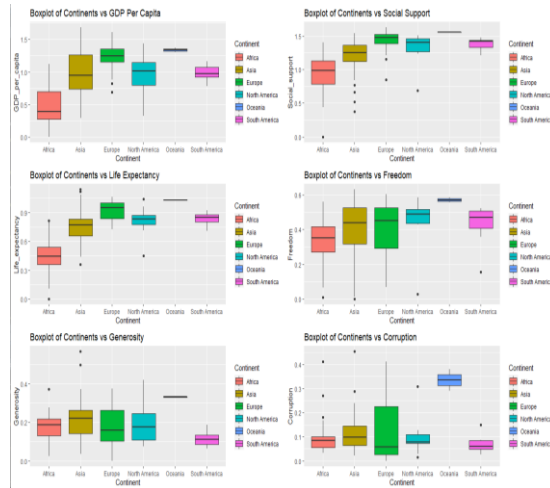 Boxplot of Continents vs GDP Per Capita
GDP_per_capita
1.5
1.0
0.5
0.0
Africa Asia Europe North America Oceania South America
Continent
Continent
Africa
Asia
Europe
North America
Oceania
South America
Boxplot of Continents vs Social Support
Social_support
1.5
1.0
0.5
0.0
Africa Asia Europe North America Oceania South America
Continent
Continent
Africa
Asia
Europe
North America
Oceania
South America
Boxplot of Continents vs Life Expectancy
Life_expectancy
0.9
0.6
0.3
0.0
Africa Asia Europe North America Oceania South America
Continent
Continent
Africa
Asia
Europe
North America
Oceania
South America
Boxplot of Continents vs Freedom
Freedom
0.6
0.4
0.2
0.0
Africa Asia Europe North America Oceania South America
Continent
Continent
Africa
Asia
Europe
North America
Oceania
South America
Boxplot of Continents vs Generosity
Generosity
0.4
0.2
0.0
Africa Asia Europe North America Oceania South America
Continent
Continent
Africa
Asia
Europe
North America
Oceania
South America
Boxplot of Continents vs Corruption
Corruption
0.4
0.3
0.2
0.1
0.0
Africa Asia Europe North America Oceania South America
Continent
Continent
Africa
Asia
Europe
North America
Oceania
South America